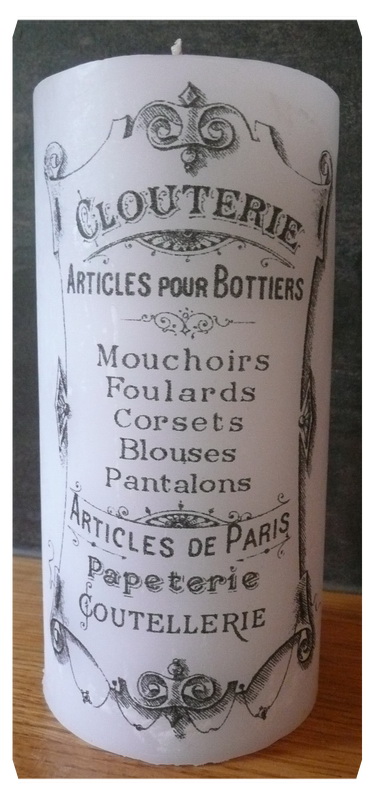 CLOUTERIE
ARTICLES POUR BOTTIERS
Mouchoirs
Foulards
Corsets
Blouses
Pantalons
ARTICLES DE PARIS
Papeterie
COUTELLERIE